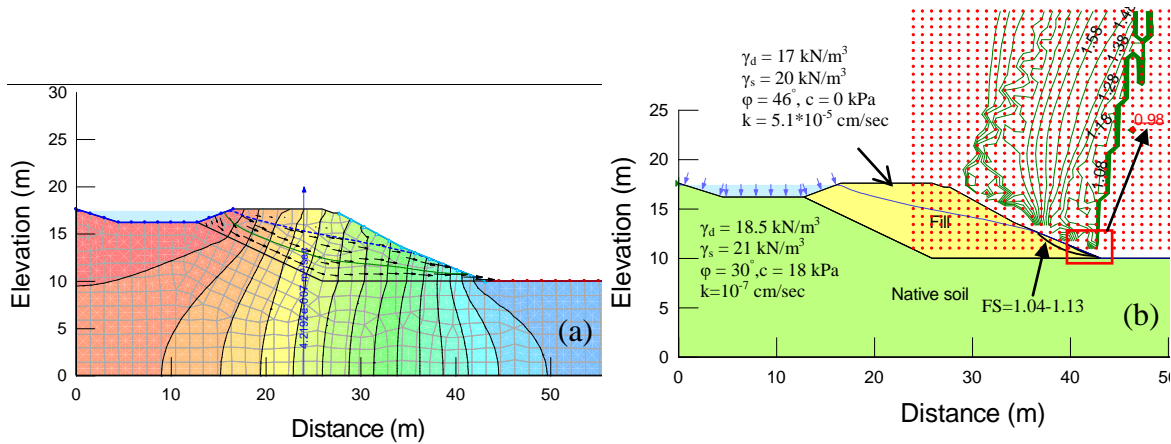 30
25
20
15
10
5
0
Elevation (m)
0
10
20
30
40
50
Distance (m)
(a)
γd = 17 kN/m³
γs = 20 kN/m³
φ = 46°, c = 0 kPa
k = 5.1*10⁻⁵ cm/sec
1.58
1.38
1.28
1.08
0.98
25
20
15
10
5
0
Elevation (m)
Fill
γd = 18.5 kN/m³
γs = 21 kN/m³
φ = 30°,c = 18 kPa
k=10⁻⁷ cm/sec
Native soil
FS=1.04-1.13
(b)
0
10
20
30
40
Distance (m)